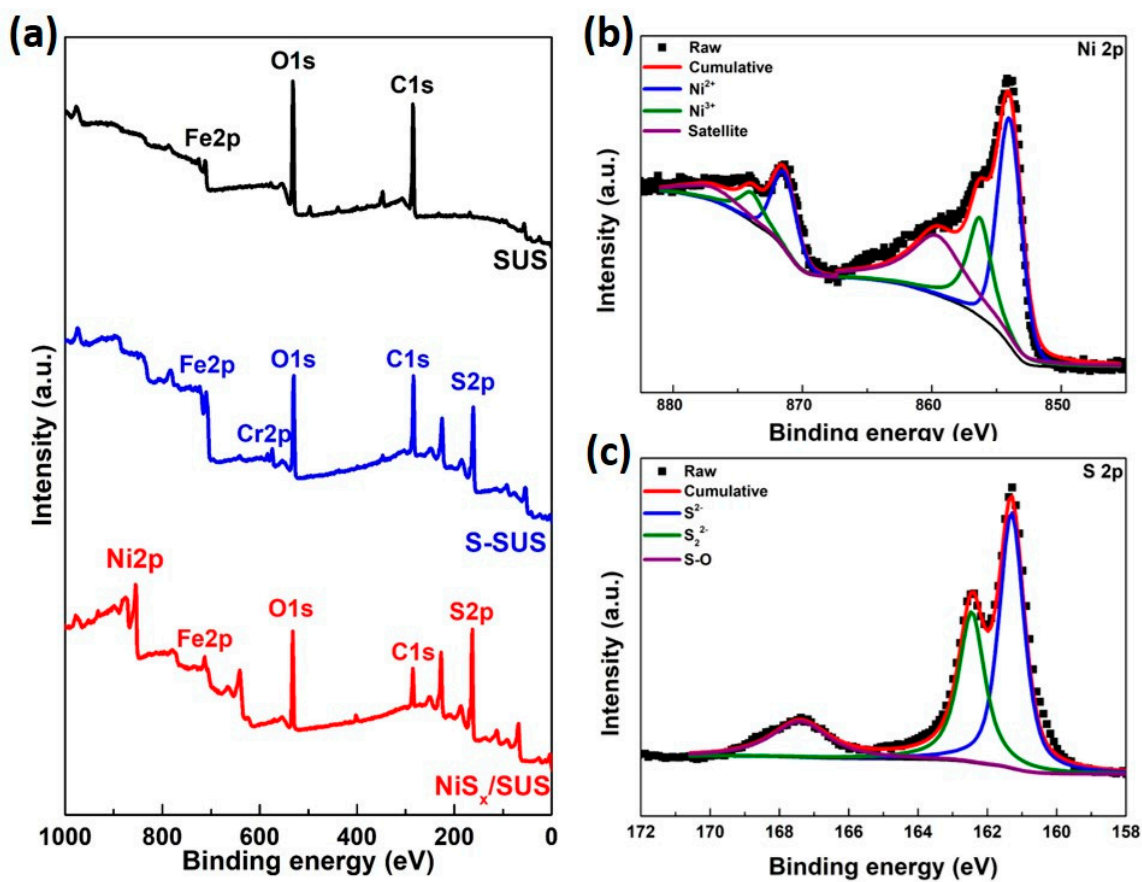 (a)
O1s
C1s
Fe2p
SUS
Fe2p
O1s
C1s
S2p
Cr2p
S-SUS
Ni2p
Fe2p
O1s
C1s
S2p
NiSx/SUS
Intensity (a.u.)
1000 800 600 400 200 0
Binding energy (eV)
(b)
Raw
Cumulative
Ni2+
Ni3+
Satellite
Ni 2p
Intensity (a.u.)
880 870 860 850
Binding energy (eV)
(c)
Raw
Cumulative
S2-
S22-
S-O
S 2p
Intensity (a.u.)
172 170 168 166 164 162 160 158
Binding energy (eV)